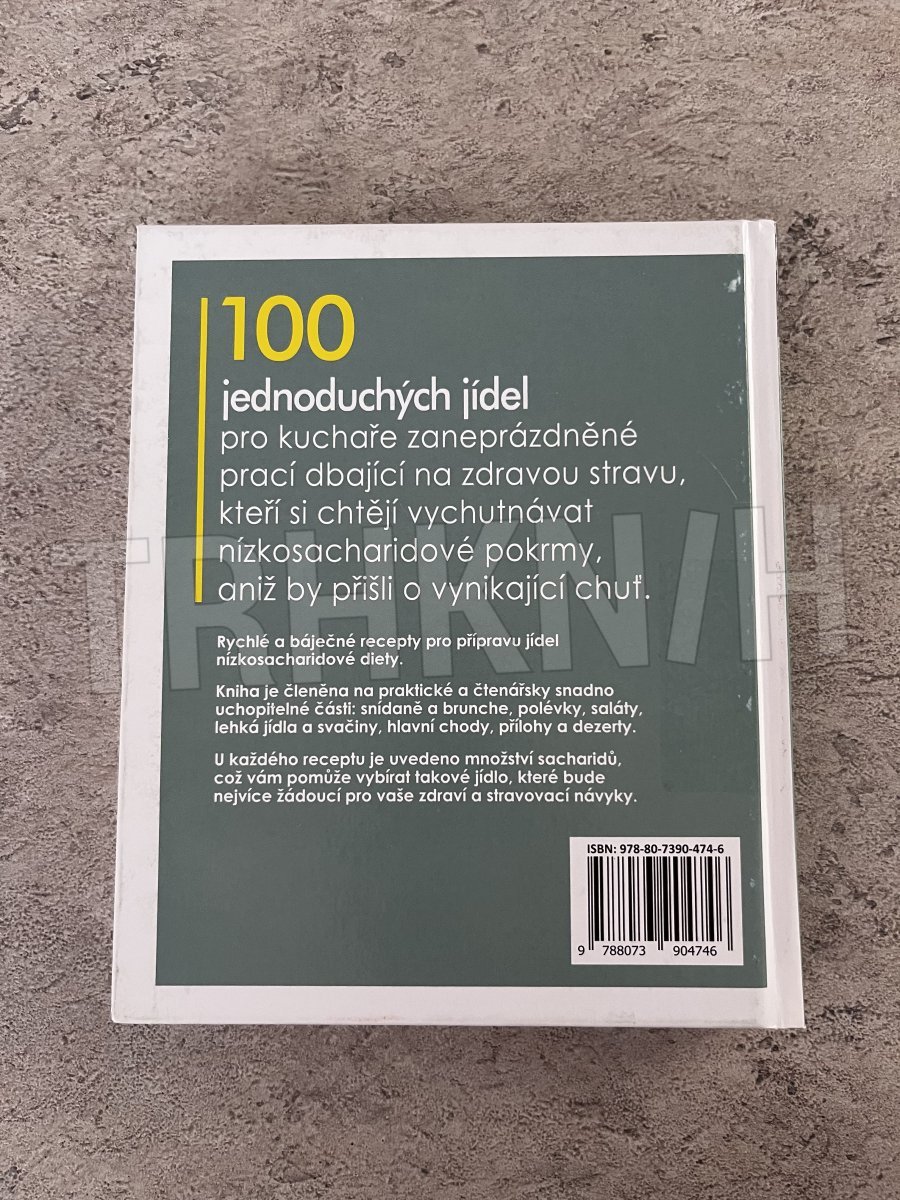 100
jednoduchých jídel
pro kuchaře zaneprázdněné
prací dbající na zdravou stravu,
kteří si chtějí vychutnávat
nízkosacharidové pokrmy,
aniž by přišli o vynikající chuť.
TRHKNIH
Rychlé a báječné recepty pro přípravu jídel
nízkosacharidové diety.
Kniha je členěna na praktické a čtenářsky snadno
uchopitelné části: snídaně a brunche, polévky, saláty,
lehká jídla a svačiny, hlavní chody, přílohy a dezerty.
U každého receptu je uvedeno množství sacharidů,
což vám pomůže vybírat takové jídlo, které bude
nejvíce žádoucí pro vaše zdraví a stravovací návyky.
ISBN: 978-80-7390-474-6
9 788073 904746